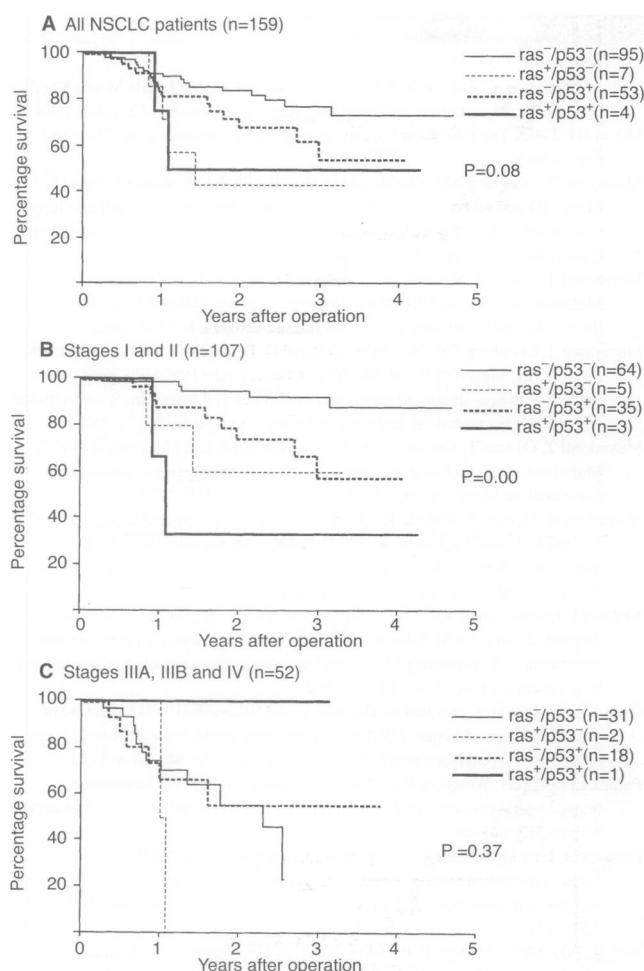 A All NSCLC patients (n=159)
Percentage survival
100
80
60
40
20
0 1 2 3 4 5
Years after operation
ras⁻/p53⁻(n=95)
ras⁺/p53⁻(n=7)
ras⁻/p53⁺(n=53)
ras⁺/p53⁺(n=4)
P=0.08
B Stages I and II (n=107)
Percentage survival
100
80
60
40
20
0 1 2 3 4 5
Years after operation
ras⁻/p53⁻(n=64)
ras⁺/p53⁻(n=5)
ras⁻/p53⁺(n=35)
ras⁺/p53⁺(n=3)
P=0.00
C Stages IIIA, IIIB and IV (n=52)
Percentage survival
100
80
60
40
20
0 1 2 3 4 5
Years after operation
ras⁻/p53⁻(n=31)
ras⁺/p53⁻(n=2)
ras⁻/p53⁺(n=18)
ras⁺/p53⁺(n=1)
P =0.37